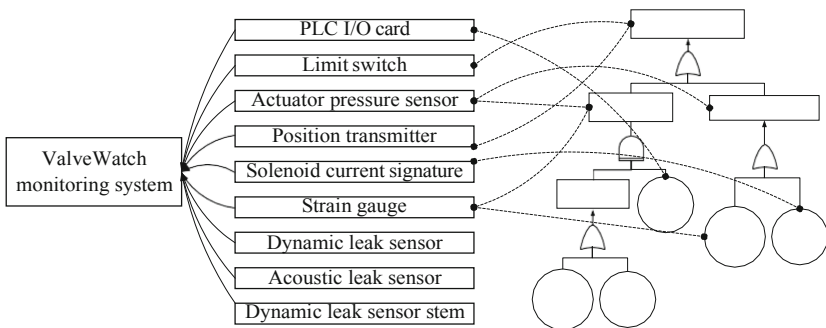 PLC I/O card
Limit switch
Actuator pressure sensor
Position transmitter
ValveWatch
monitoring system
Solenoid current signature
Strain gauge
Dynamic leak sensor
Acoustic leak sensor
Dynamic leak sensor stem